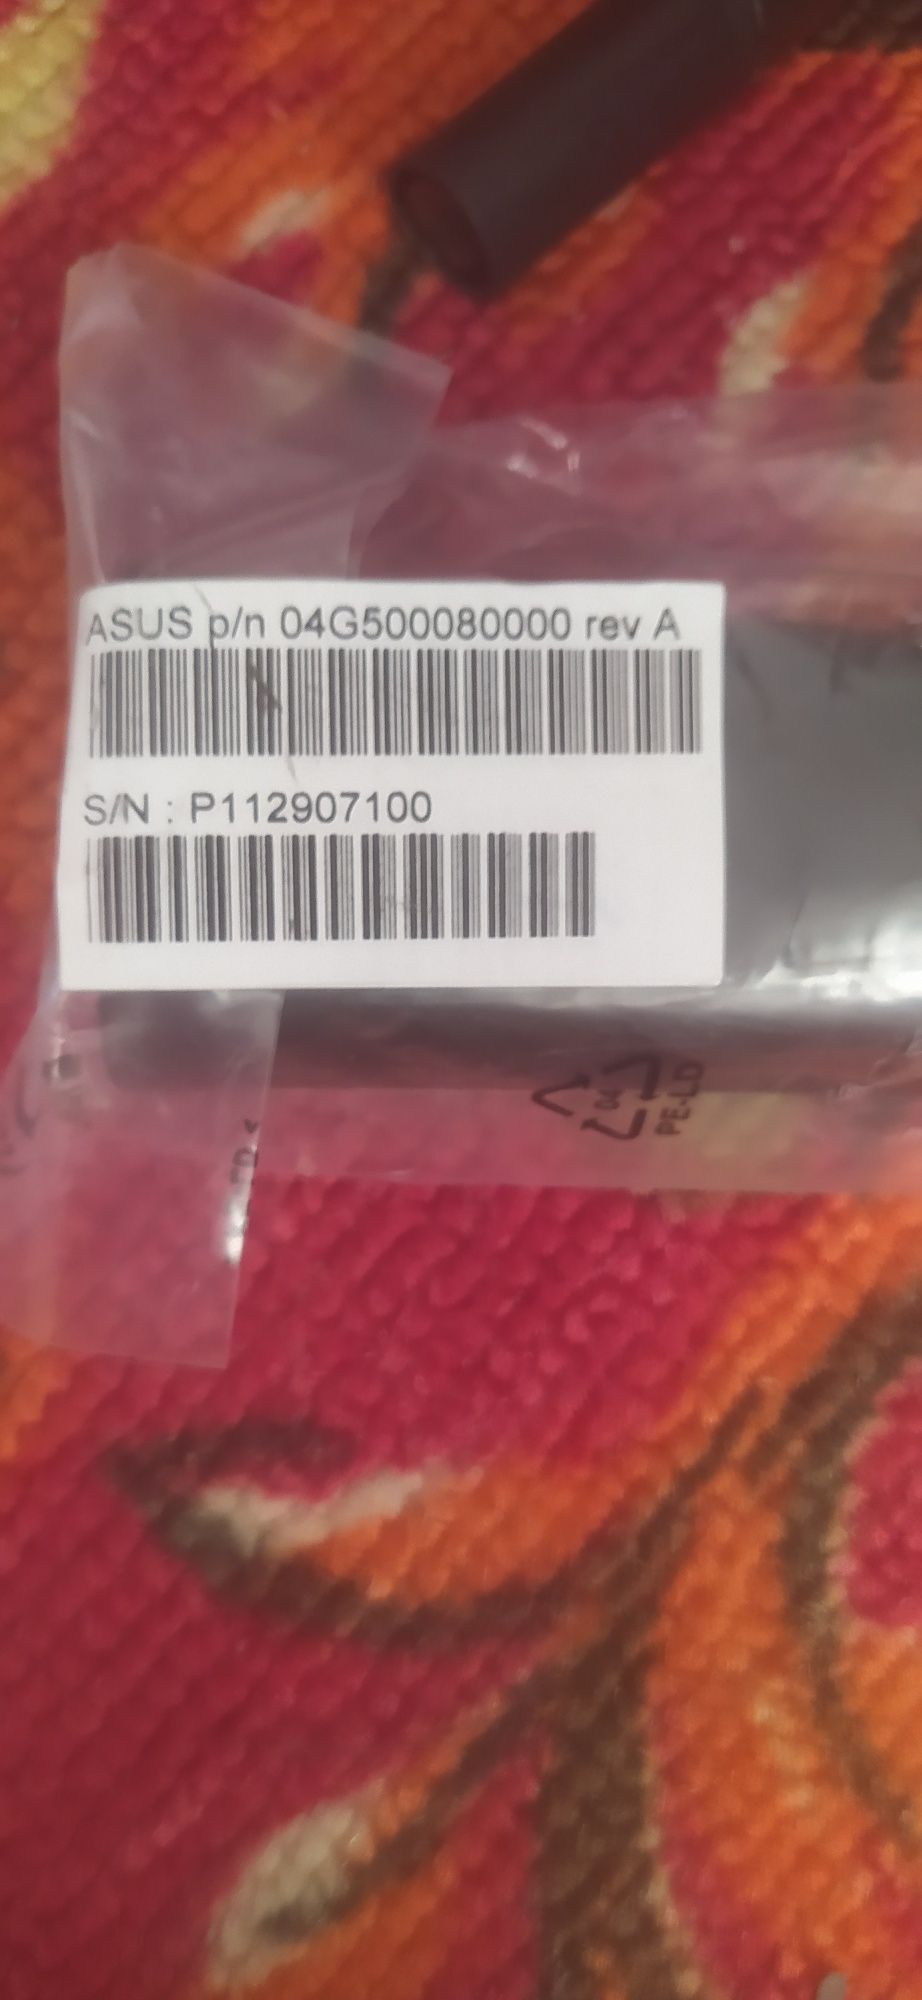 ASUS p/n 04G500080000 rev A
S/N : P112907100
04
PE-LD